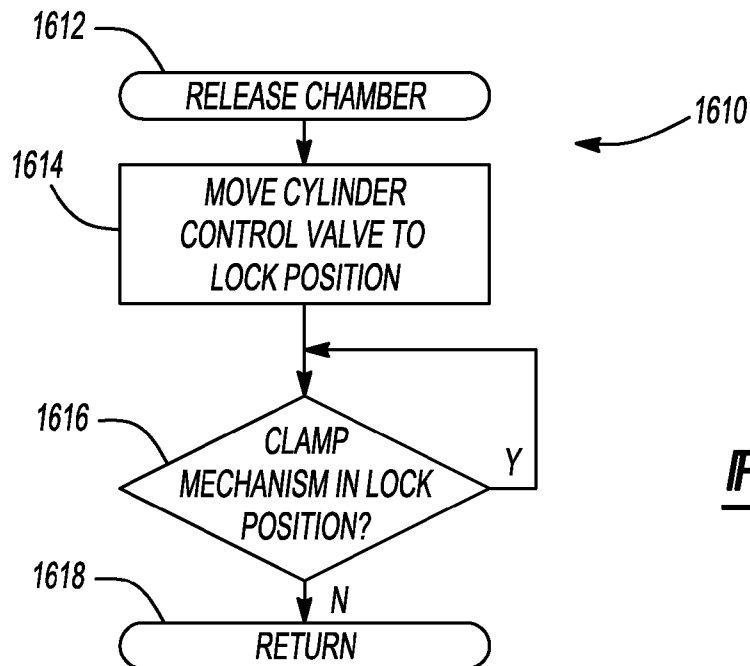 1612
RELEASE CHAMBER
1610
1614
MOVE CYLINDER
CONTROL VALVE TO
LOCK POSITION
1616
CLAMP
MECHANISM IN LOCK
POSITION?
Y
N
1618
RETURN